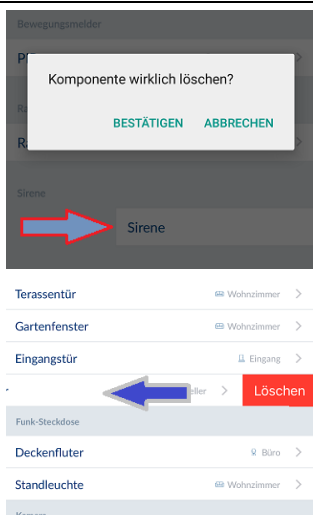 Bewegungsmelder
Komponente wirklich löschen?
BESTÄTIGEN ABBRECHEN
Sirene
Sirene
Terassentür Wohnzimmer
Gartenfenster Wohnzimmer
Eingangstür Eingang
eller Löschen
Funk-Steckdose
Deckenfluter Büro
Standleuchte Wohnzimmer